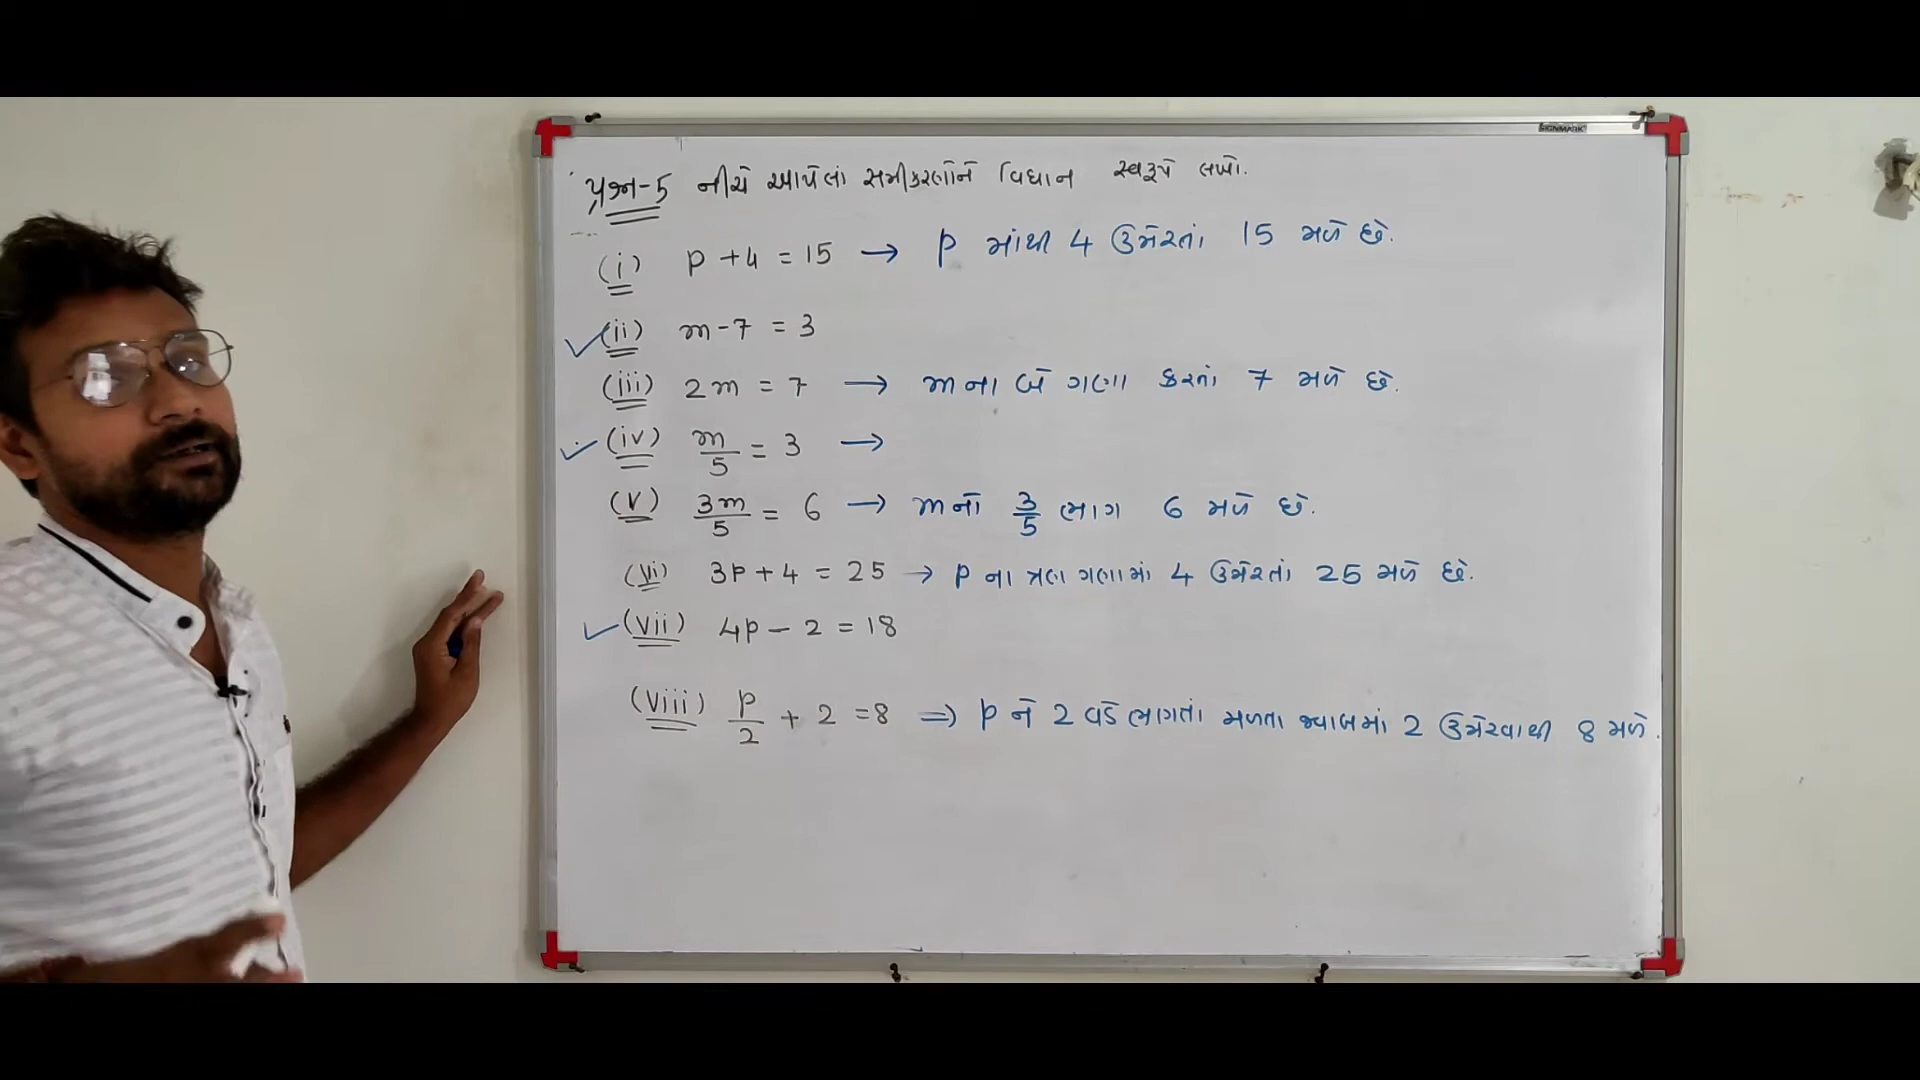 SIGNMARK
પ્રશ્ન-5 નીચે આપેલાં સમીકરણોને વિધાન સ્વરૂપે લખો.
(i) p + 4 = 15 → p માંથી 4 ઉમેરતાં 15 મળે છે.
(ii) m - 7 = 3
(iii) 2m = 7 → m ના બે ગણા કરતાં 7 મળે છે.
(iv) m/5 = 3 →
(v) 3m/5 = 6 → m નો 3/5 ભાગ 6 મળે છે.
(vi) 3p + 4 = 25 → p ના ત્રણ ગણામાં 4 ઉમેરતાં 25 મળે છે.
(vii) 4p - 2 = 18
(viii) p/2 + 2 = 8 ⇒ p ને 2 વડે ભાગતાં મળતા જવાબમાં 2 ઉમેરવાથી 8 મળે.